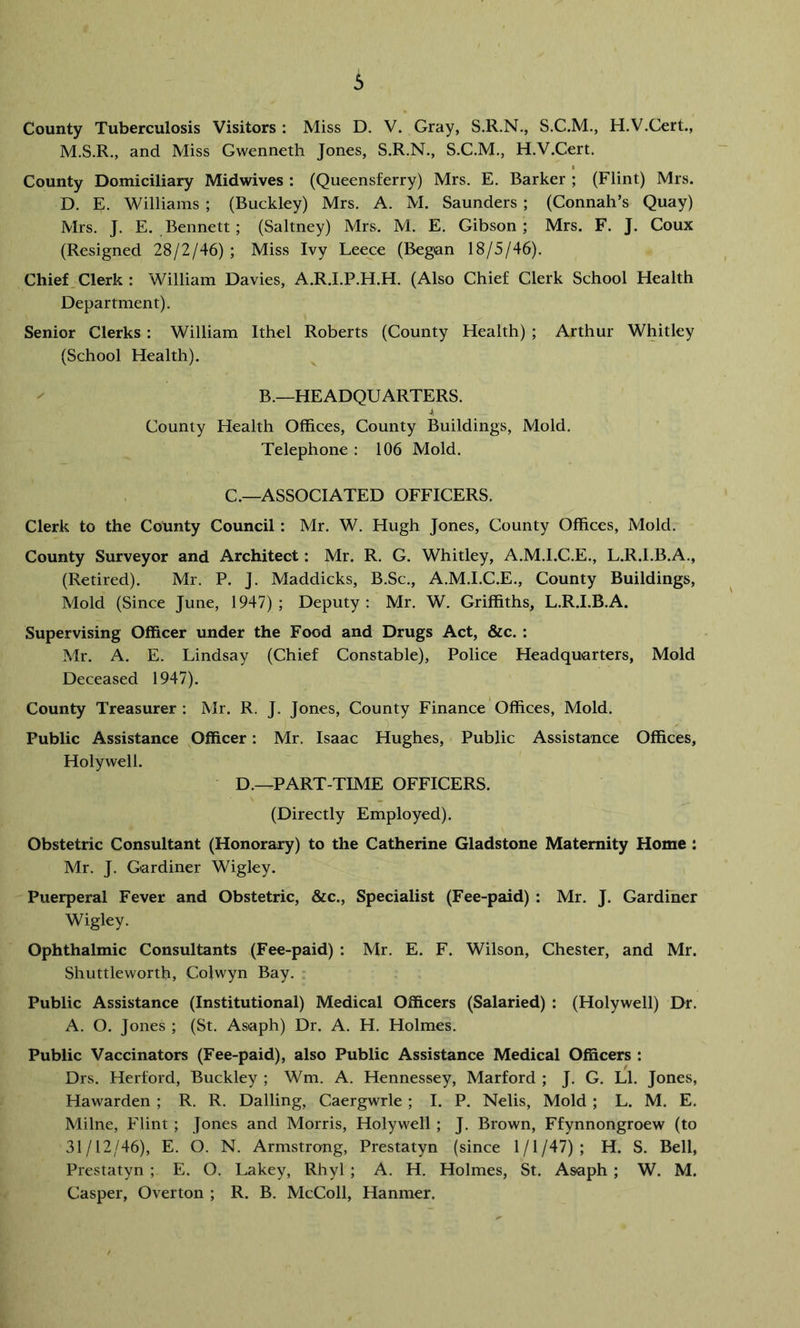 5
County Tuberculosis Visitors : Miss D. V. Gray, S.R.N., S.C.M., H.V.Cert.,
M.S.R., and Miss Gwenneth Jones, S.R.N., S.C.M., H.V.Cert.
County Domiciliary Midwives : (Queensferry) Mrs. E. Barker ; (Flint) Mrs.
D. E. Williams ; (Buckley) Mrs. A. M. Saunders ; (Connah's Quay)
Mrs. J. E. Bennett ; (Saltney) Mrs. M. E. Gibson ; Mrs. F. J. Coux
(Resigned 28/2/46) ; Miss Ivy Leece (Began 18/5/46).
Chief Clerk : William Davies, A.R.I.P.H.H. (Also Chief Clerk School Health
Department).
Senior Clerks : William Ithel Roberts (County Health) ; Arthur Whitley
(School Health).
B.—HEADQUARTERS.
County Health Offices, County Buildings, Mold.
Telephone : 106 Mold.
C.—ASSOCIATED OFFICERS.
Clerk to the County Council : Mr. W. Hugh Jones, County Offices, Mold.
County Surveyor and Architect : Mr. R. G. Whitley, A.M.I.C.E., L.R.I.B.A.,
(Retired). Mr. P. J. Maddicks, B.Sc., A.M.I.C.E., County Buildings,
Mold (Since June, 1947) ; Deputy : Mr. W. Griffiths, L.R.I.B.A.
Supervising Officer under the Food and Drugs Act, &c. :
Mr. A. E. Lindsay (Chief Constable), Police Headquarters, Mold
Deceased 1947).
County Treasurer : Mr. R. J. Jones, County Finance Offices, Mold.
Public Assistance Officer : Mr. Isaac Hughes, Public Assistance Offices,
Holywell.
D.—PART-TIME OFFICERS.
(Directly Employed).
Obstetric Consultant (Honorary) to the Catherine Gladstone Maternity Home :
Mr. J. Gardiner Wigley.
Puerperal Fever and Obstetric, &c., Specialist (Fee-paid) : Mr. J. Gardiner
Wigley.
Ophthalmic Consultants (Fee-paid) : Mr. E. F. Wilson, Chester, and Mr.
Shuttleworth, Colwyn Bay.
Public Assistance (Institutional) Medical Officers (Salaried) : (Holywell) Dr.
A. O. Jones ; (St. Asaph) Dr. A. H. Holmes.
Public Vaccinators (Fee-paid), also Public Assistance Medical Officers :
Drs. Herford, Buckley ; Wm. A. Hennessey, Marford ; J. G. Ll. Jones,
Hawarden ; R. R. Dalling, Caergwrle ; I. P. Nelis, Mold ; L. M. E.
Milne, Flint ; Jones and Morris, Holywell ; J. Brown, Ffynnongroew (to
31/12/46), E. O. N. Armstrong, Prestatyn (since 1/1/47) ; H. S. Bell,
Prestatyn ; E. O. Lakey, Rhyl ; A. H. Holmes, St. Asaph ; W. M.
Casper, Overton ; R. B. McColl, Hanmer.